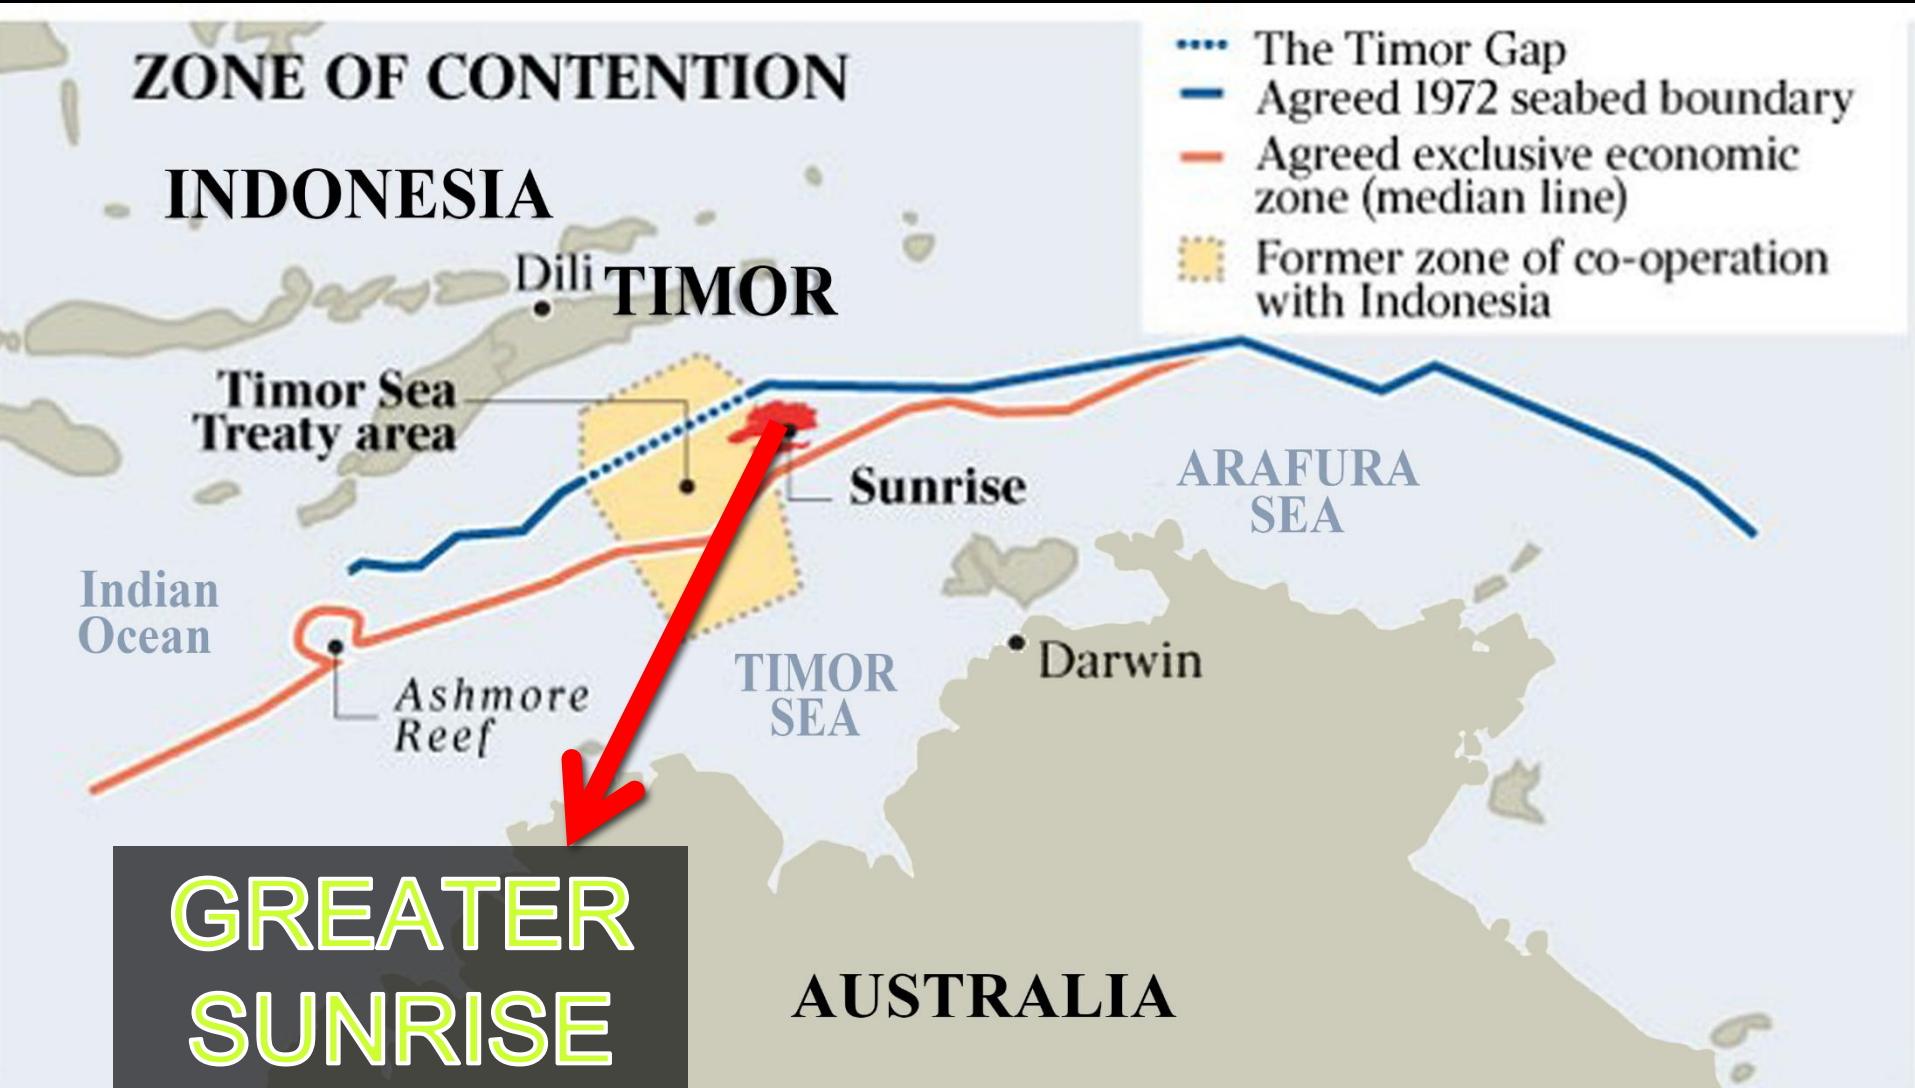 ZONE OF CONTENTION
The Timor Gap
Agreed 1972 seabed boundary
Agreed exclusive economic
zone (median line)
Former zone of co-operation
with Indonesia
INDONESIA
Dili
TIMOR
Timor Sea
Treaty area
Sunrise
ARAFURA
SEA
Indian
Ocean
Ashmore
Reef
TIMOR
SEA
Darwin
GREATER
SUNRISE
AUSTRALIA